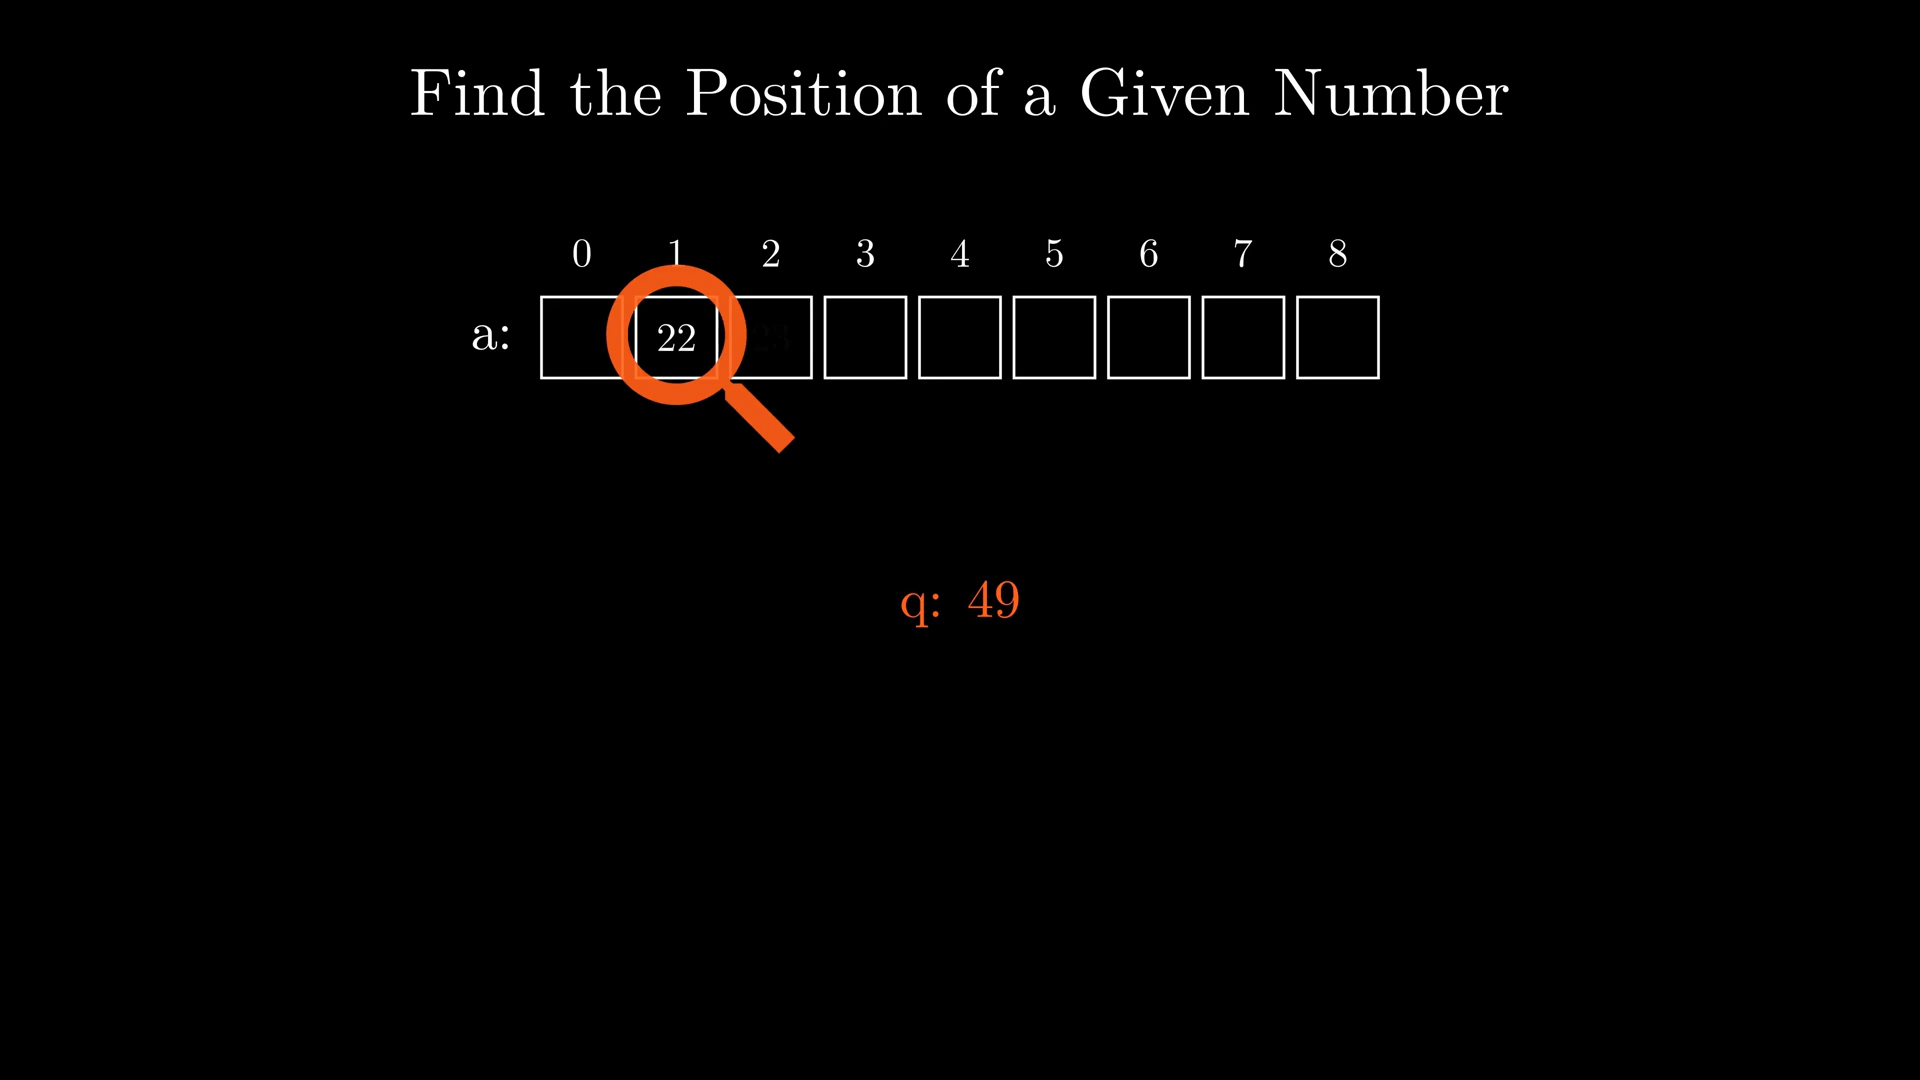 Find the Position of a Given Number
0 1 2 3 4 5 6 7 8
a: 22
q: 49